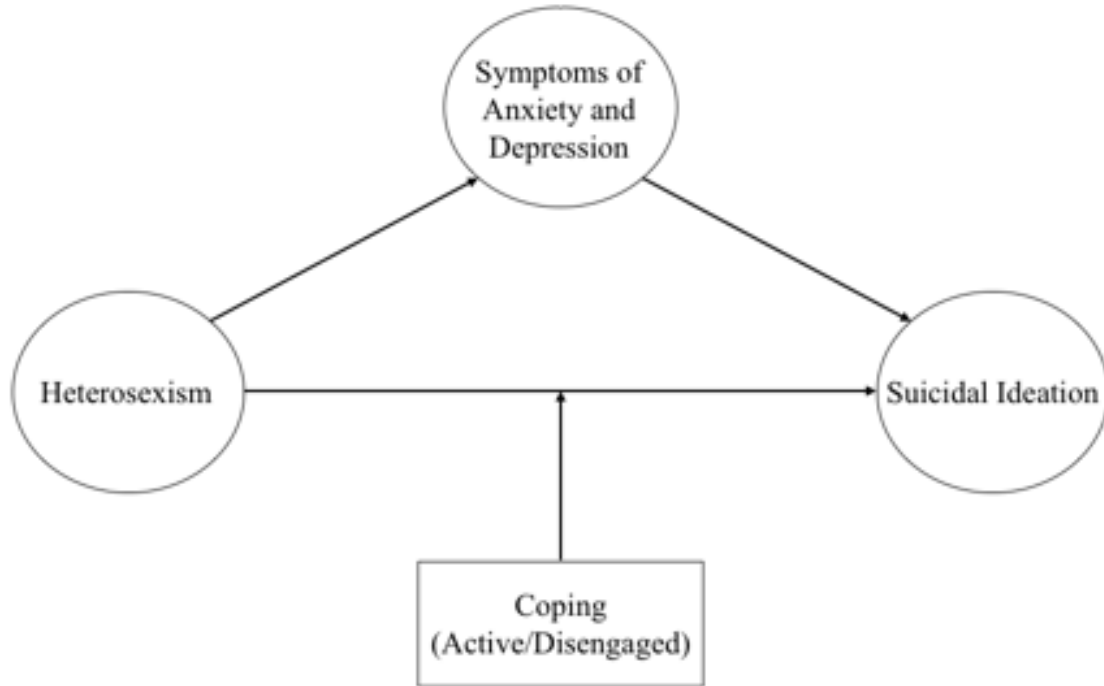 Symptoms of
Anxiety and
Depression
Heterosexism
Suicidal Ideation
Coping
(Active/Disengaged)